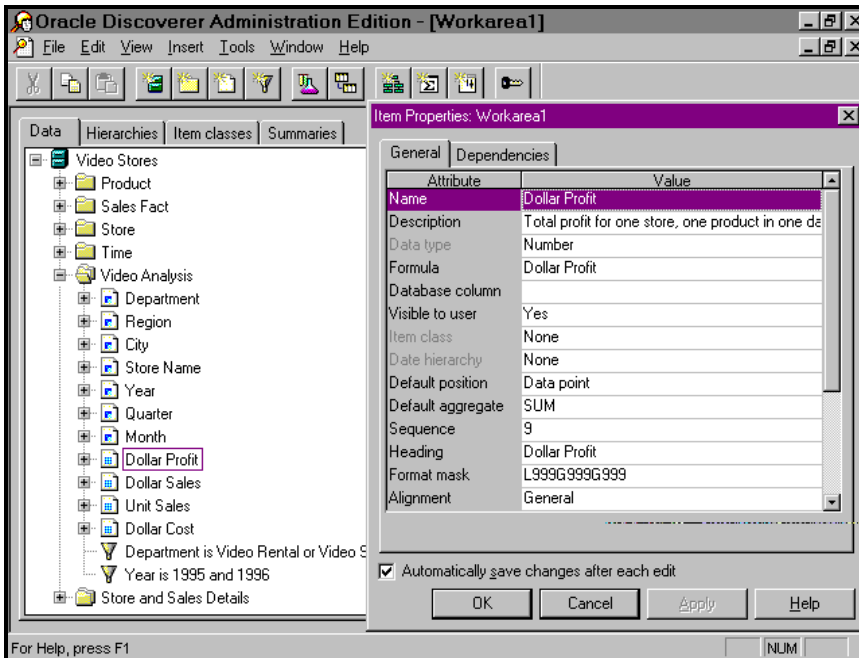 Oracle Discoverer Administration Edition - [Workarea1]
File Edit View Insert Tools Window Help
Data Hierarchies Item classes Summaries
Video Stores
Product
Sales Fact
Store
Time
Video Analysis
Department
Region
City
Store Name
Year
Quarter
Month
Dollar Profit
Dollar Sales
Unit Sales
Dollar Cost
Department is Video Rental or Video S
Year is 1995 and 1996
Store and Sales Details
Item Properties: Workarea1
General Dependencies
Attribute Value
Name Dollar Profit
Description Total profit for one store, one product in one da
Data type Number
Formula Dollar Profit
Database column
Visible to user Yes
Item class None
Date hierarchy None
Default position Data point
Default aggregate SUM
Sequence 9
Heading Dollar Profit
Format mask L999G999G999
Alignment General
Automatically save changes after each edit
OK Cancel Apply Help
For Help, press F1 NUM